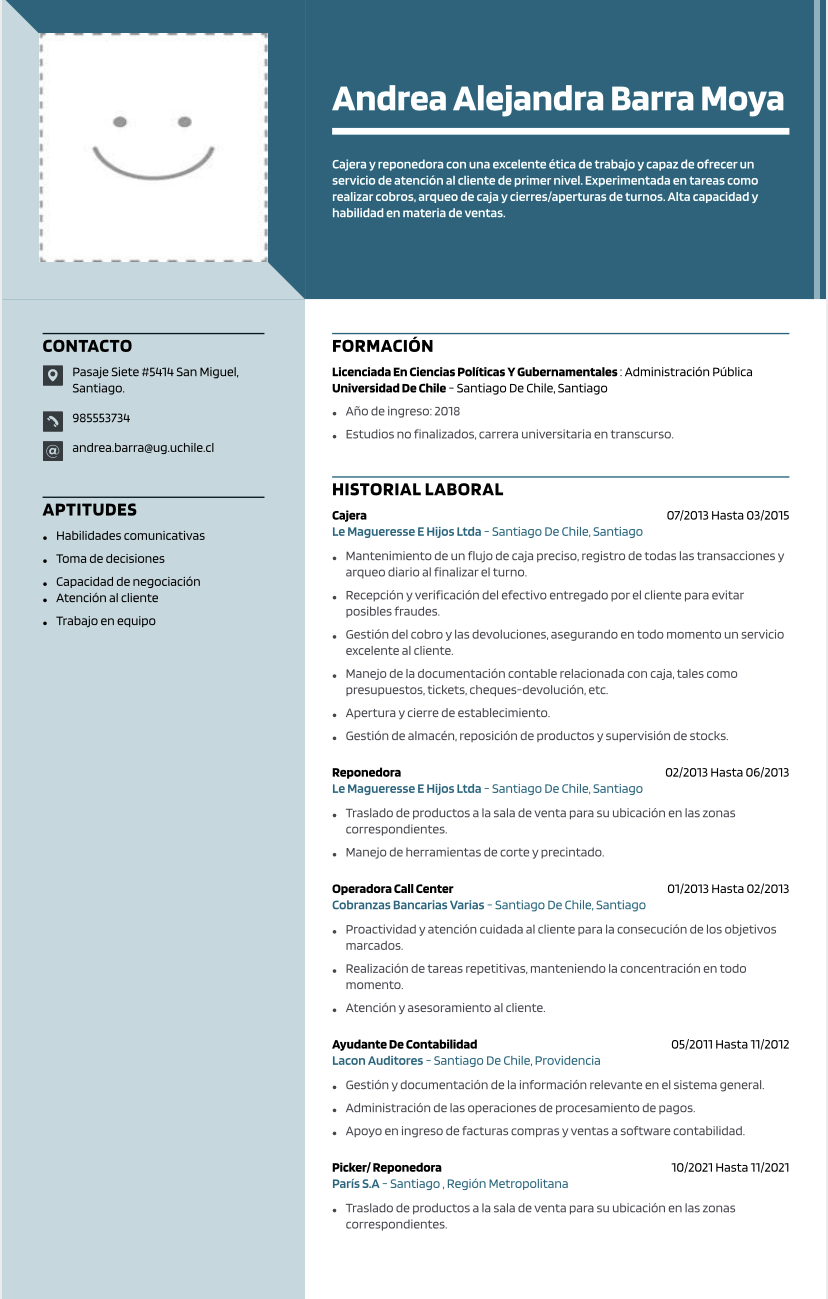 Andrea Alejandra Barra Moya
Cajera y reponedora con una excelente ética de trabajo y capaz de ofrecer un
servicio de atención al cliente de primer nivel. Experimentada en tareas como
realizar cobros, arqueo de caja y cierres/aperturas de turnos. Alta capacidad y
habilidad en materia de ventas.
CONTACTO
Pasaje Siete #5414 San Miguel,
Santiago.
985553734
andrea.barra@ug.uchile.cl
APTITUDES
• Habilidades comunicativas
• Toma de decisiones
• Capacidad de negociación
• Atención al cliente
• Trabajo en equipo
FORMACIÓN
Licenciada En Ciencias Políticas Y Gubernamentales : Administración Pública
Universidad De Chile - Santiago De Chile, Santiago
• Año de ingreso: 2018
• Estudios no finalizados, carrera universitaria en transcurso.
HISTORIAL LABORAL
Cajera 07/2013 Hasta 03/2015
Le Magueresse E Hijos Ltda - Santiago De Chile, Santiago
• Mantenimiento de un flujo de caja preciso, registro de todas las transacciones y
arqueo diario al finalizar el turno.
• Recepción y verificación del efectivo entregado por el cliente para evitar
posibles fraudes.
• Gestión del cobro y las devoluciones, asegurando en todo momento un servicio
excelente al cliente.
• Manejo de la documentación contable relacionada con caja, tales como
presupuestos, tickets, cheques-devolución, etc.
• Apertura y cierre de establecimiento.
• Gestión de almacén, reposición de productos y supervisión de stocks.
Reponedora 02/2013 Hasta 06/2013
Le Magueresse E Hijos Ltda - Santiago De Chile, Santiago
• Traslado de productos a la sala de venta para su ubicación en las zonas
correspondientes.
• Manejo de herramientas de corte y precintado.
Operadora Call Center 01/2013 Hasta 02/2013
Cobranzas Bancarias Varias - Santiago De Chile, Santiago
• Proactividad y atención cuidada al cliente para la consecución de los objetivos
marcados.
• Realización de tareas repetitivas, manteniendo la concentración en todo
momento.
• Atención y asesoramiento al cliente.
Ayudante De Contabilidad 05/2011 Hasta 11/2012
Lacon Auditores - Santiago De Chile, Providencia
• Gestión y documentación de la información relevante en el sistema general.
• Administración de las operaciones de procesamiento de pagos.
• Apoyo en ingreso de facturas compras y ventas a software contabilidad.
Picker/ Reponedora 10/2021 Hasta 11/2021
París S.A - Santiago , Región Metropolitana
• Traslado de productos a la sala de venta para su ubicación en las zonas
correspondientes.